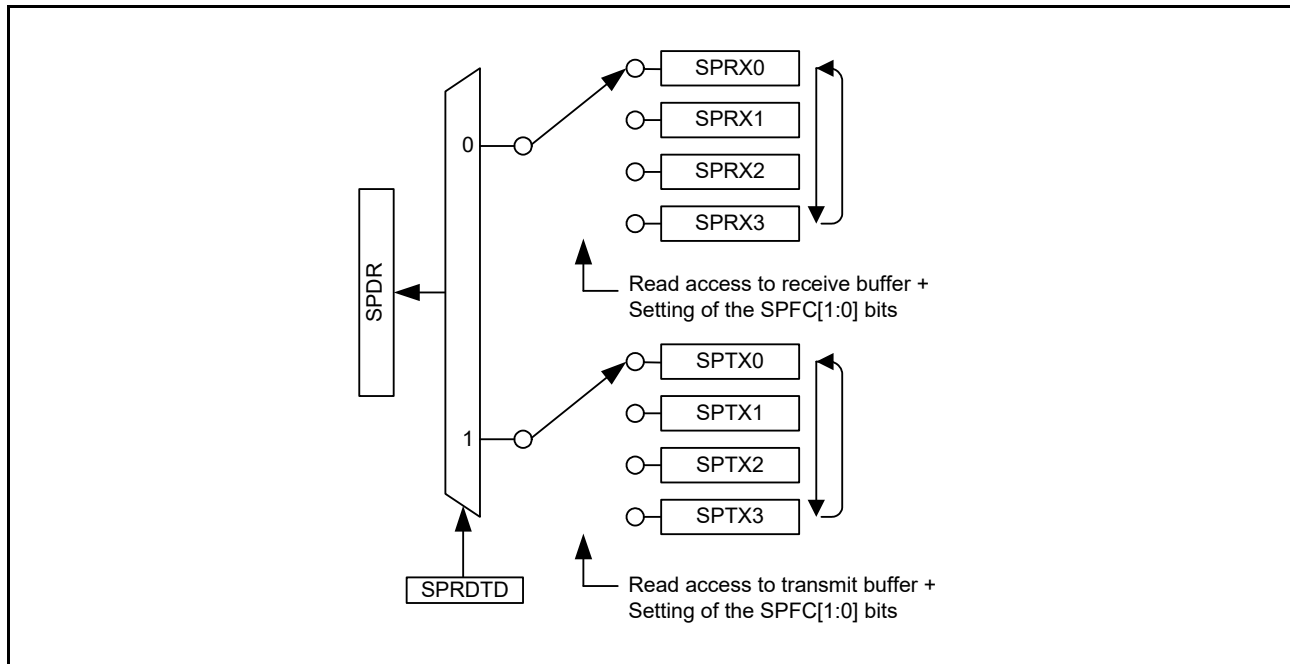 SPRX0
SPRX1
0
SPRX2
SPRX3
SPDR
Read access to receive buffer +
Setting of the SPFC[1:0] bits
SPTX0
SPTX1
1
SPTX2
SPTX3
SPRDTD
Read access to transmit buffer +
Setting of the SPFC[1:0] bits